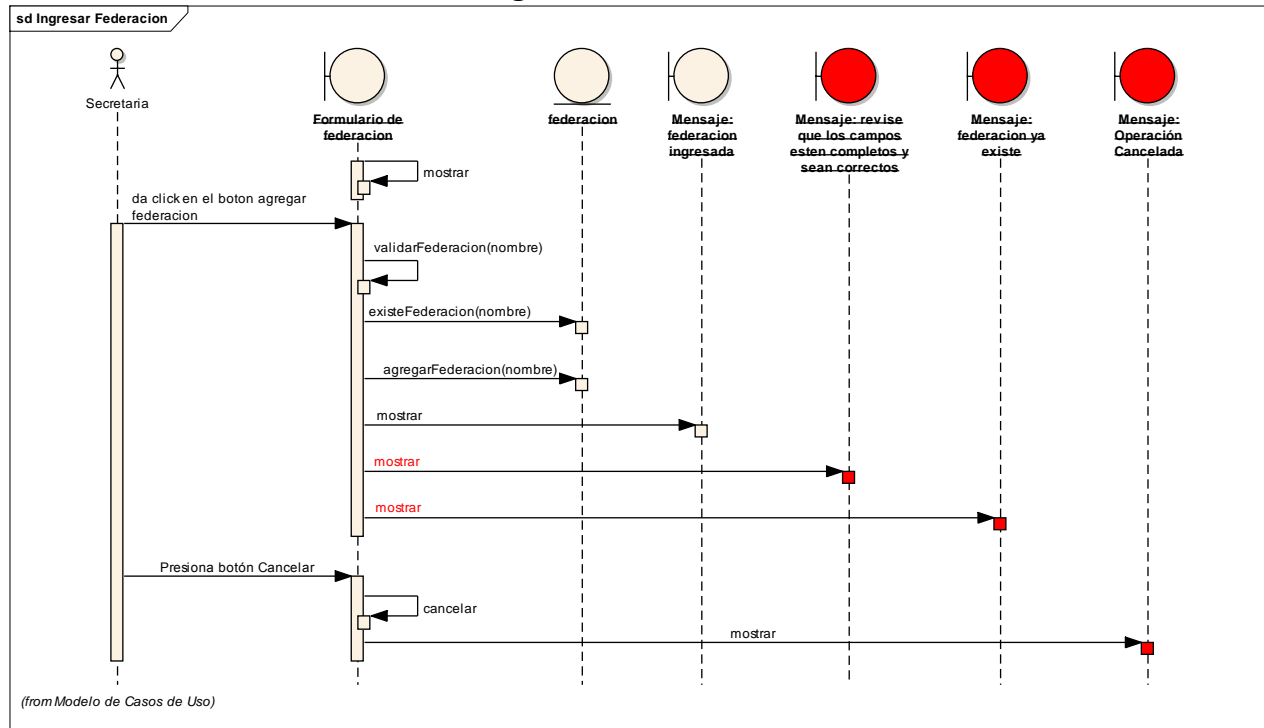 sd Ingresar Federacion
Secretaria
Formulario de
federacion
federacion
Mensaje:
federacion
ingresada
Mensaje: revise
que los campos
esten completos y
sean correctos
Mensaje:
federacion ya
existe
Mensaje:
Operación
Cancelada
mostrar
da click en el boton agregar
federacion
validarFederacion(nombre)
existeFederacion(nombre)
agregarFederacion(nombre)
mostrar
mostrar
mostrar
Presiona botón Cancelar
cancelar
mostrar
(from Modelo de Casos de Uso)